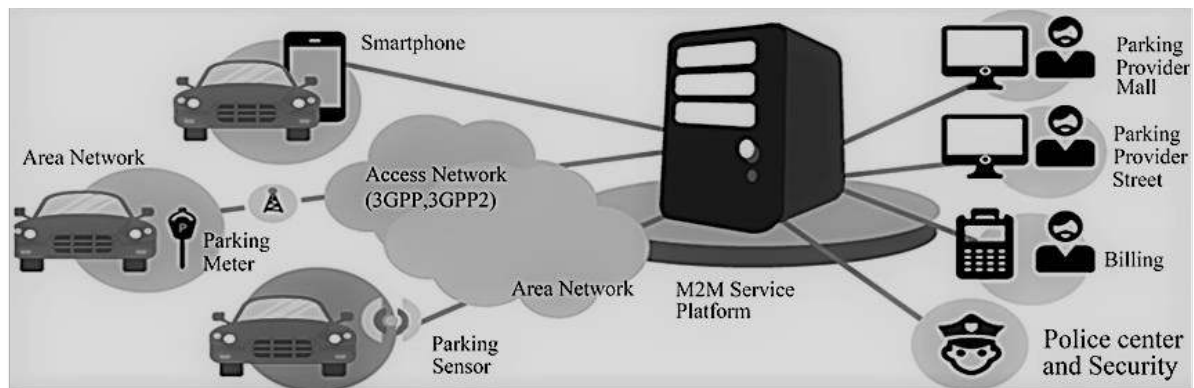 Smartphone
Area Network
Access Network
(3GPP,3GPP2)
P
Parking
Meter
Area Network
Parking
Sensor
M2M Service
Platform
Parking
Provider
Mall
Parking
Provider
Street
Billing
Police center
and Security